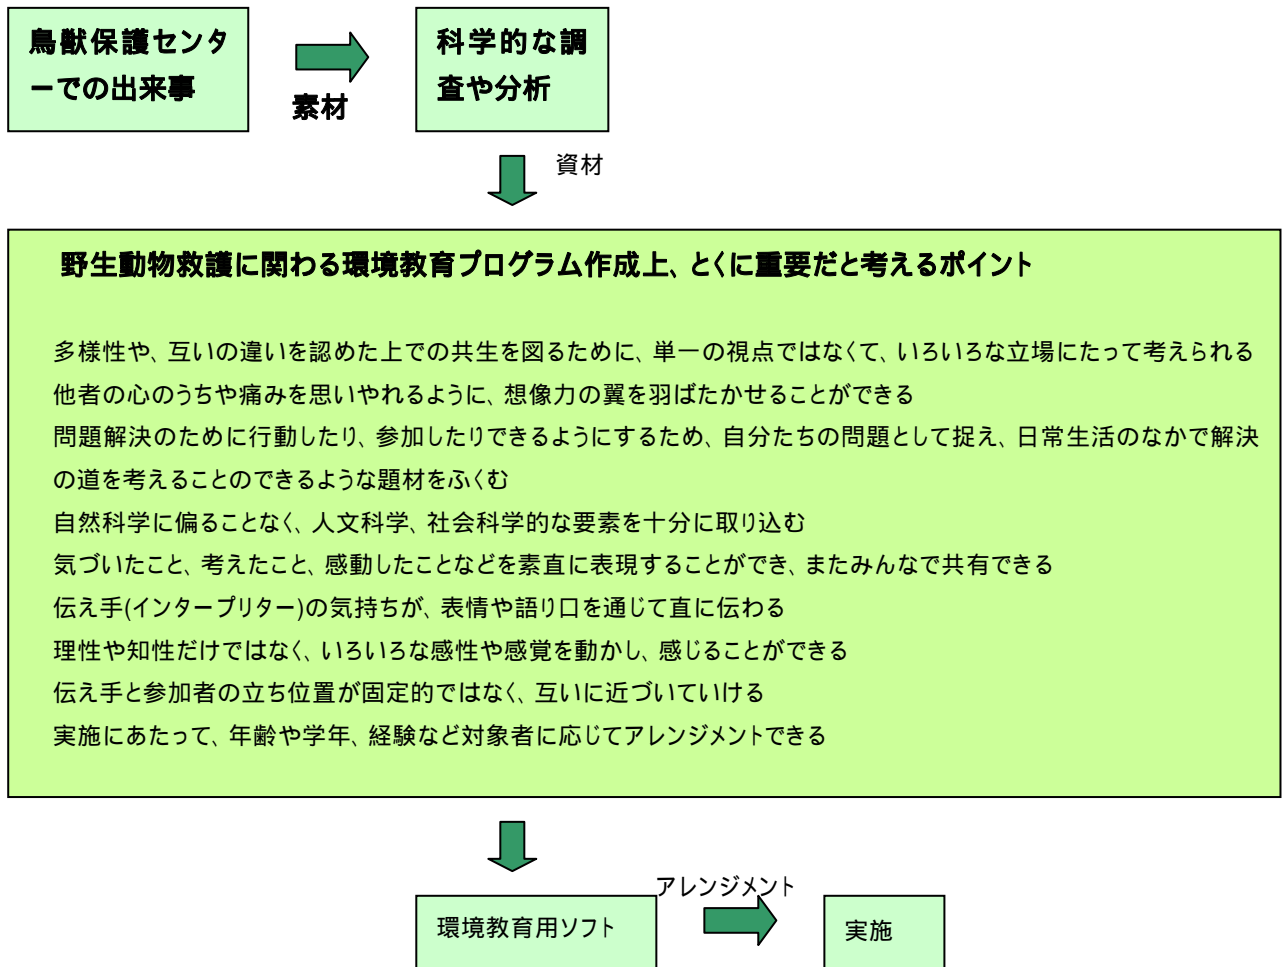 鳥獣保護センタ
ーでの出来事
素材
科学的な調
査や分析
資材
野生動物救護に関わる環境教育プログラム作成上、とくに重要だと考えるポイント
多様性や、互いの違いを認めた上での共生を図るために、単一の視点ではなくて、いろいろな立場にたって考えられる
他者の心のうちや痛みを思いやれるように、想像力の翼を羽ばたかせることができる
問題解決のために行動したり、参加したりできるようにするため、自分たちの問題として捉え、日常生活のなかで解決
の道を考えることのできるような題材をふくむ
自然科学に偏ることなく、人文科学、社会科学的な要素を十分に取り込む
気づいたこと、考えたこと、感動したことなどを素直に表現することができ、またみんなで共有できる
伝え手(インタープリター)の気持ちが、表情や語り口を通じて直に伝わる
理性や知性だけではなく、いろいろな感性や感覚を動かし、感じることができる
伝え手と参加者の立ち位置が固定的ではなく、互いに近づいていける
実施にあたって、年齢や学年、経験など対象者に応じてアレンジメントできる
環境教育用ソフト
アレンジメント
実施